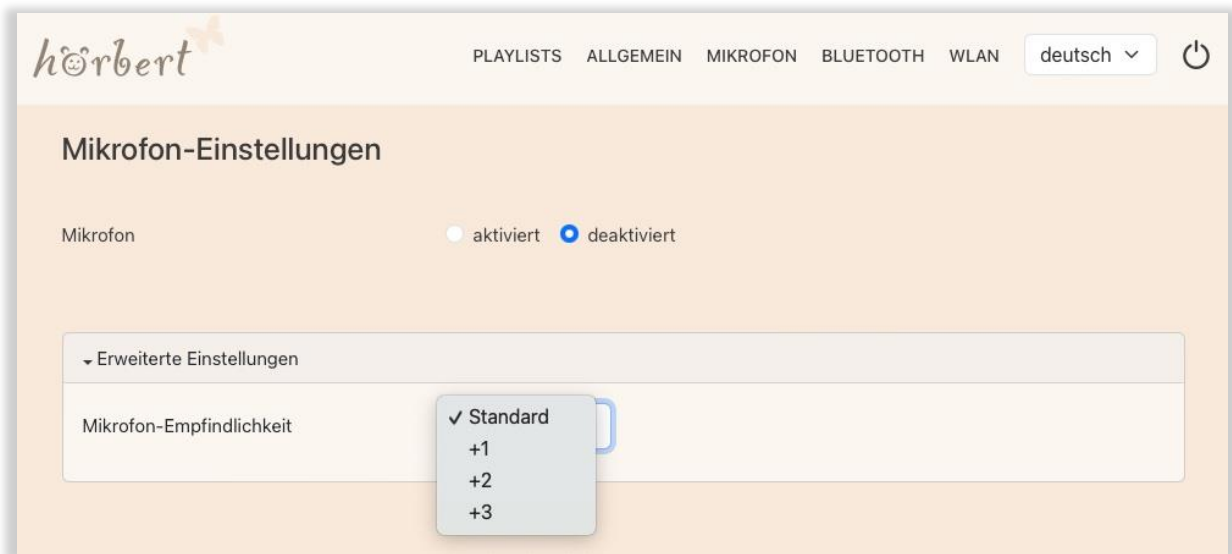 hörbert
PLAYLISTS ALLGEMEIN MIKROFON BLUETOOTH WLAN deutsch
Mikrofon-Einstellungen
Mikrofon aktiviert deaktiviert
Erweiterte Einstellungen
Mikrofon-Empfindlichkeit
✓ Standard
+1
+2
+3